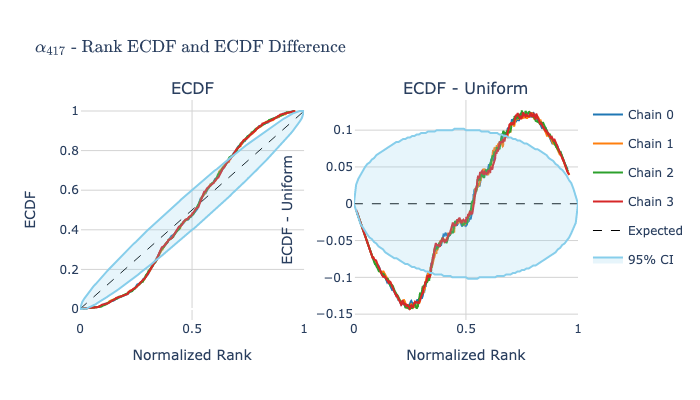 α₄₁₇ - Rank ECDF and ECDF Difference
ECDF
ECDF - Uniform
1
0.8
0.6
0.4
0.2
0
ECDF
0
0.5
1
Normalized Rank
0.1
0.05
0
−0.05
−0.1
−0.15
ECDF - Uniform
0
0.5
1
Normalized Rank
Chain 0
Chain 1
Chain 2
Chain 3
Expected
95% CI